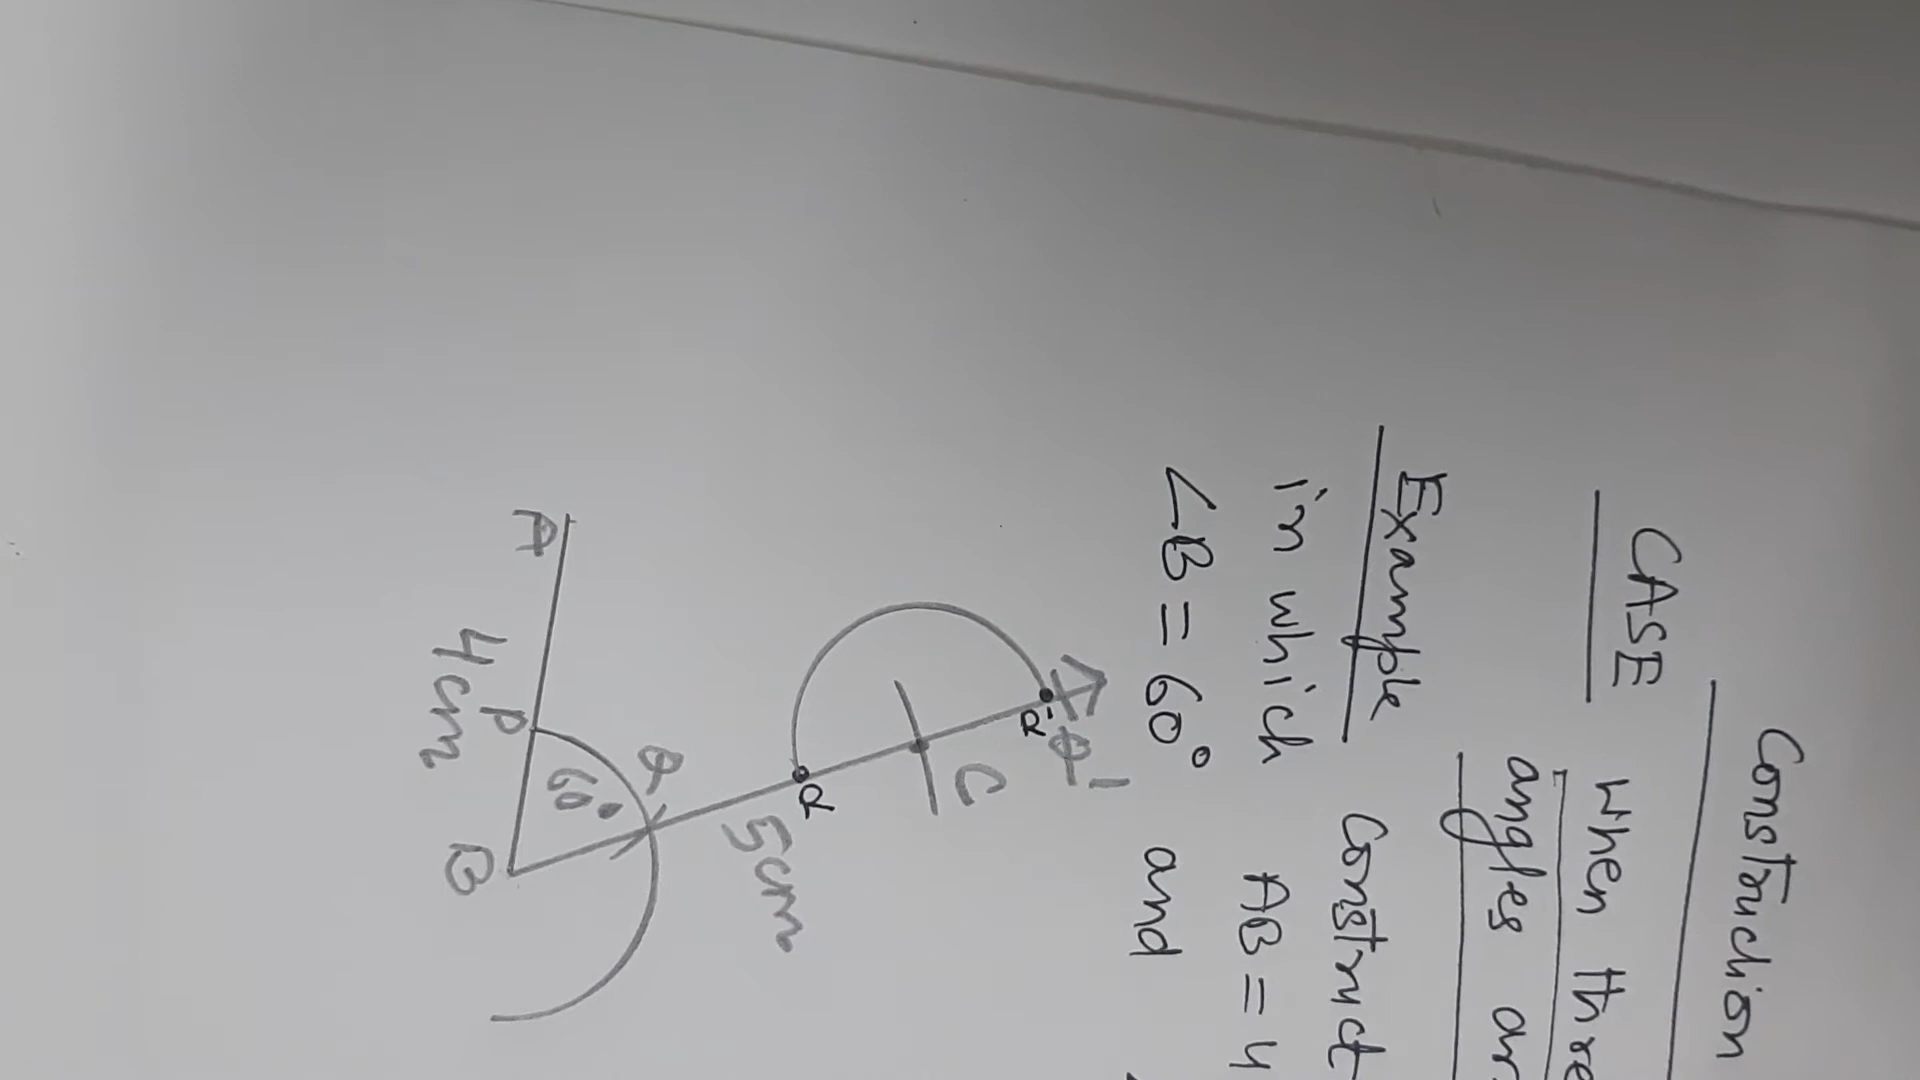 Construction
CASE When three
angles ar
Example Construct
in which AB = 4
∠B = 60° and
A
4cm
P
B
60°
Q
5cm
R
C
R'
Q'